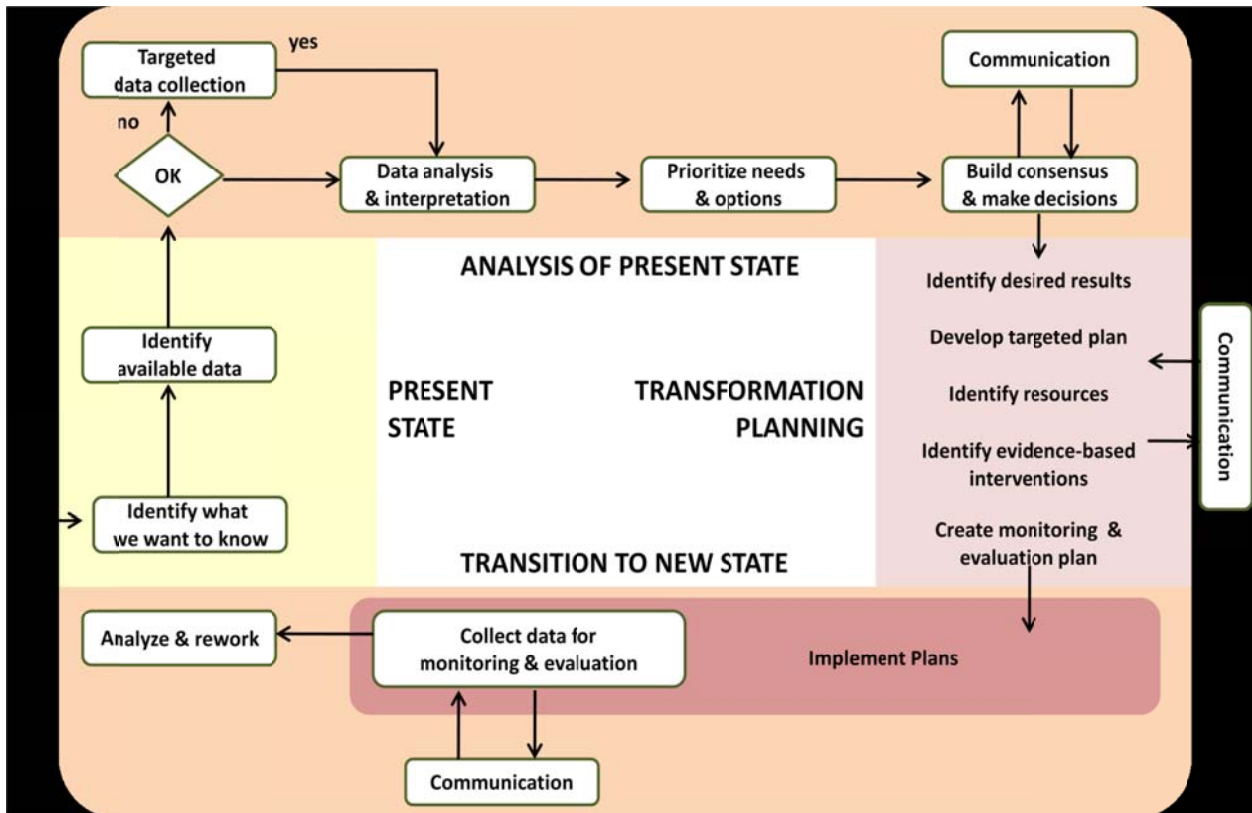 Targeted
data collection
yes
no
OK
Data analysis
& interpretation
Prioritize needs
& options
Communication
Build consensus
& make decisions
ANALYSIS OF PRESENT STATE
Identify
available data
Identify what
we want to know
PRESENT
STATE
TRANSFORMATION
PLANNING
TRANSITION TO NEW STATE
Identify desired results
Develop targeted plan
Identify resources
Identify evidence-based
interventions
Create monitoring &
evaluation plan
Communication
Analyze & rework
Collect data for
monitoring & evaluation
Implement Plans
Communication